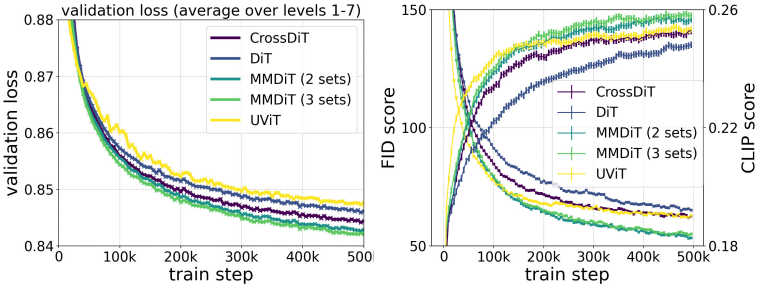 validation loss (average over levels 1-7)
0.88
0.87
0.86
0.85
0.84
validation loss
0
100k
200k
300k
400k
500k
train step
CrossDiT
DiT
MMDiT (2 sets)
MMDiT (3 sets)
UViT
150
100
50
FID score
0.26
0.22
0.18
CLIP score
0
100k
200k
300k
400k
500k
train step
CrossDiT
DiT
MMDiT (2 sets)
MMDiT (3 sets)
UViT